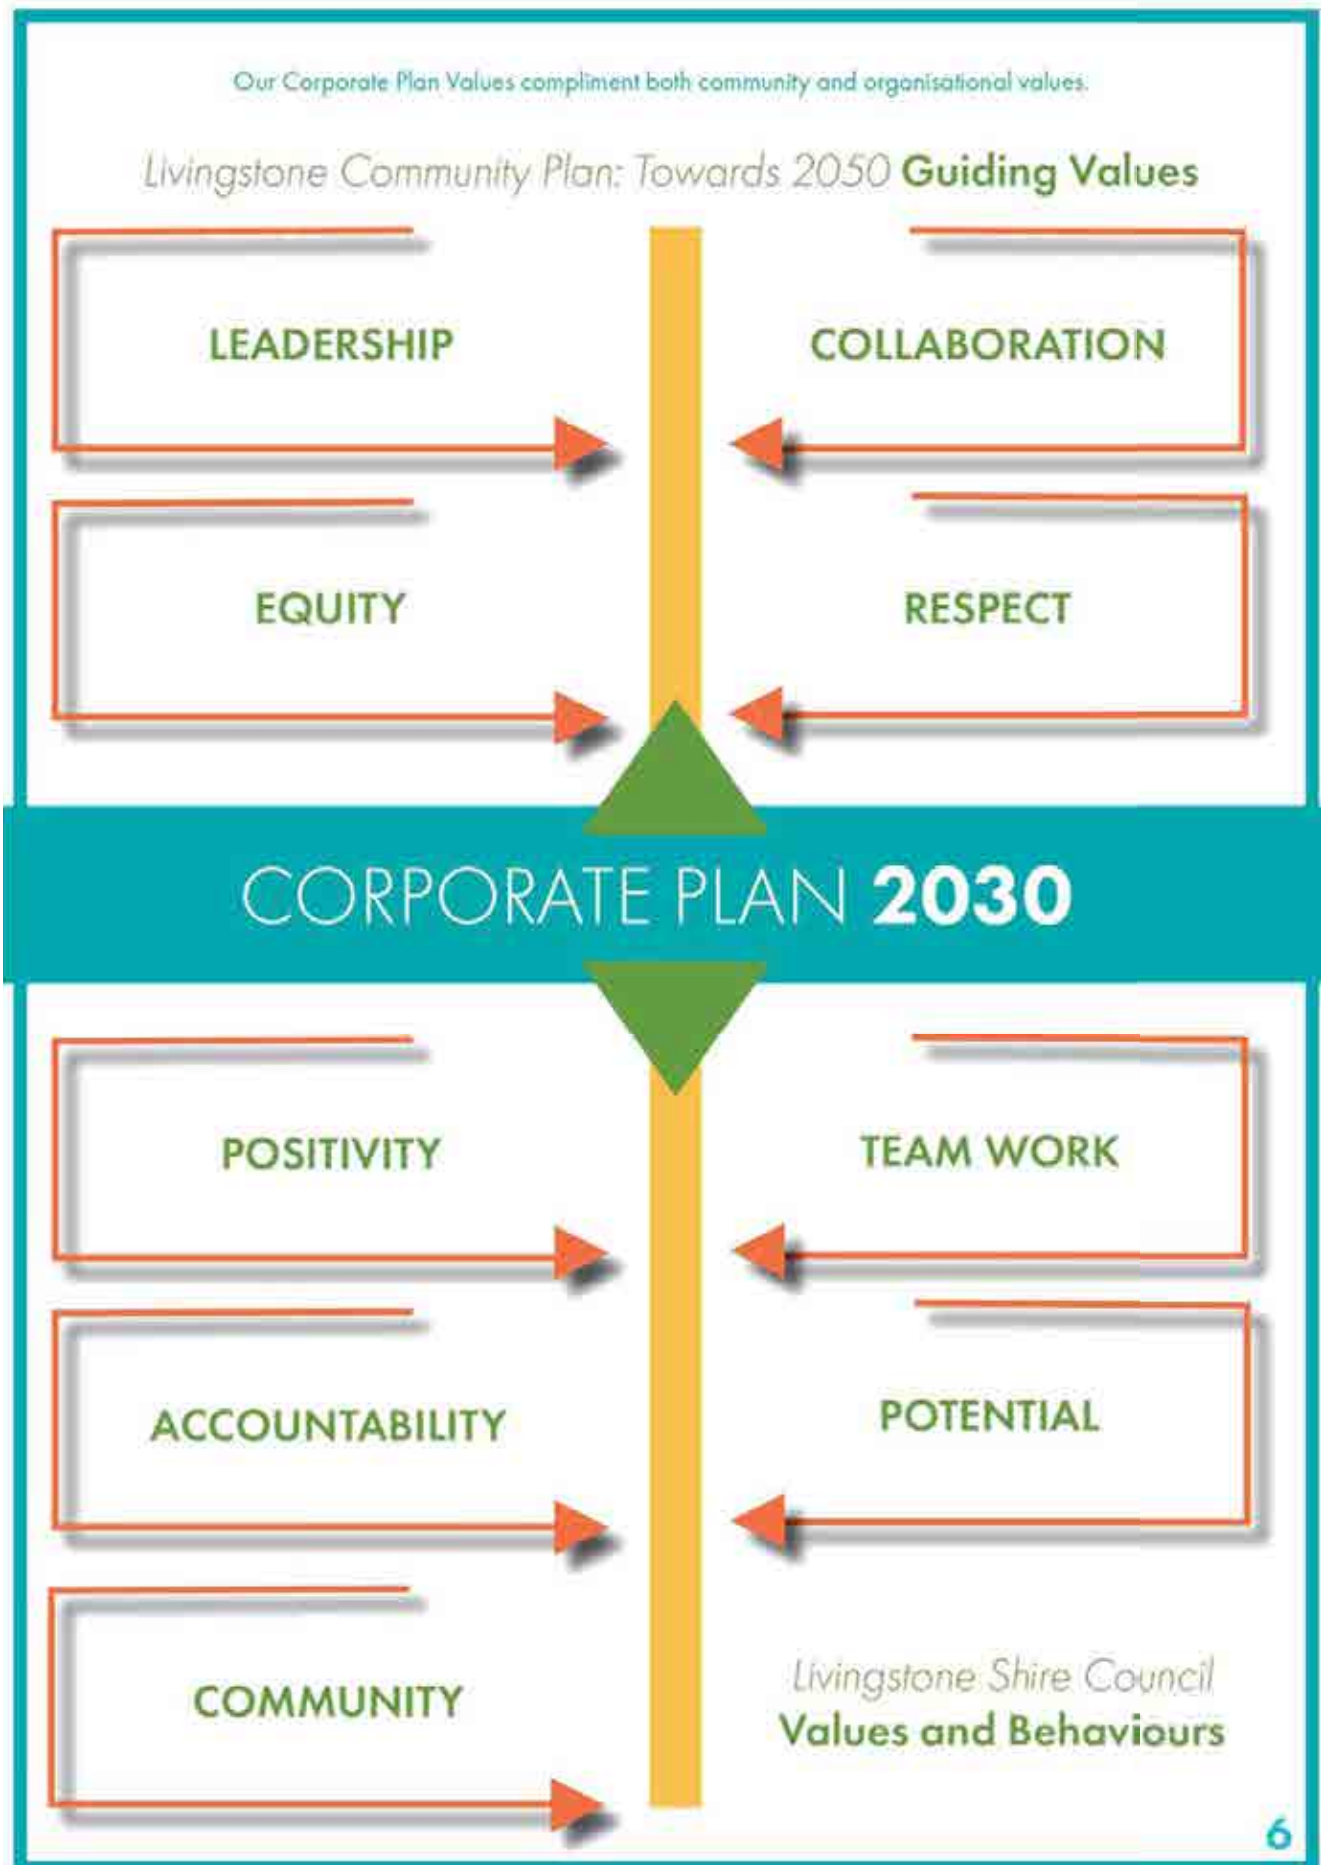 Our Corporate Plan Values compliment both community and organisational values.
Livingstone Community Plan: Towards 2050 Guiding Values
LEADERSHIP
COLLABORATION
EQUITY
RESPECT
CORPORATE PLAN 2030
POSITIVITY
TEAM WORK
ACCOUNTABILITY
POTENTIAL
COMMUNITY
Livingstone Shire Council
Values and Behaviours
6